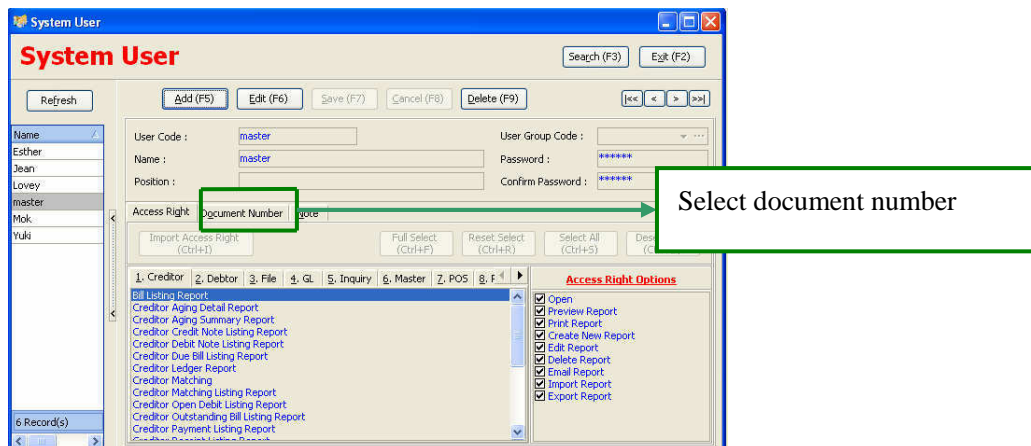 System User
System User
Search (F3) Exit (F2)
Refresh Add (F5) Edit (F6) Save (F7) Cancel (F8) Delete (F9) |<< < > >>|
Name
Esther
Jean
Lovey
master
Mok
Yuki
6 Record(s)
User Code : master User Group Code :
Name : master Password : ******
Position : Confirm Password : ******
Access Right Document Number Note
Select document number
Import Access Right (Ctrl+I) Full Select (Ctrl+F) Reset Select (Ctrl+R) Select All (Ctrl+S)
1. Creditor 2. Debtor 3. File 4. GL 5. Inquiry 6. Master 7. POS
Access Right Options
Bill Listing Report
Creditor Aging Detail Report
Creditor Aging Summary Report
Creditor Credit Note Listing Report
Creditor Debit Note Listing Report
Creditor Due Bill Listing Report
Creditor Ledger Report
Creditor Matching
Creditor Matching Listing Report
Creditor Open Debit Listing Report
Creditor Outstanding Bill Listing Report
Creditor Payment Listing Report
Creditor Receipt Listing Report
Open
Preview Report
Print Report
Create New Report
Edit Report
Delete Report
Email Report
Import Report
Export Report